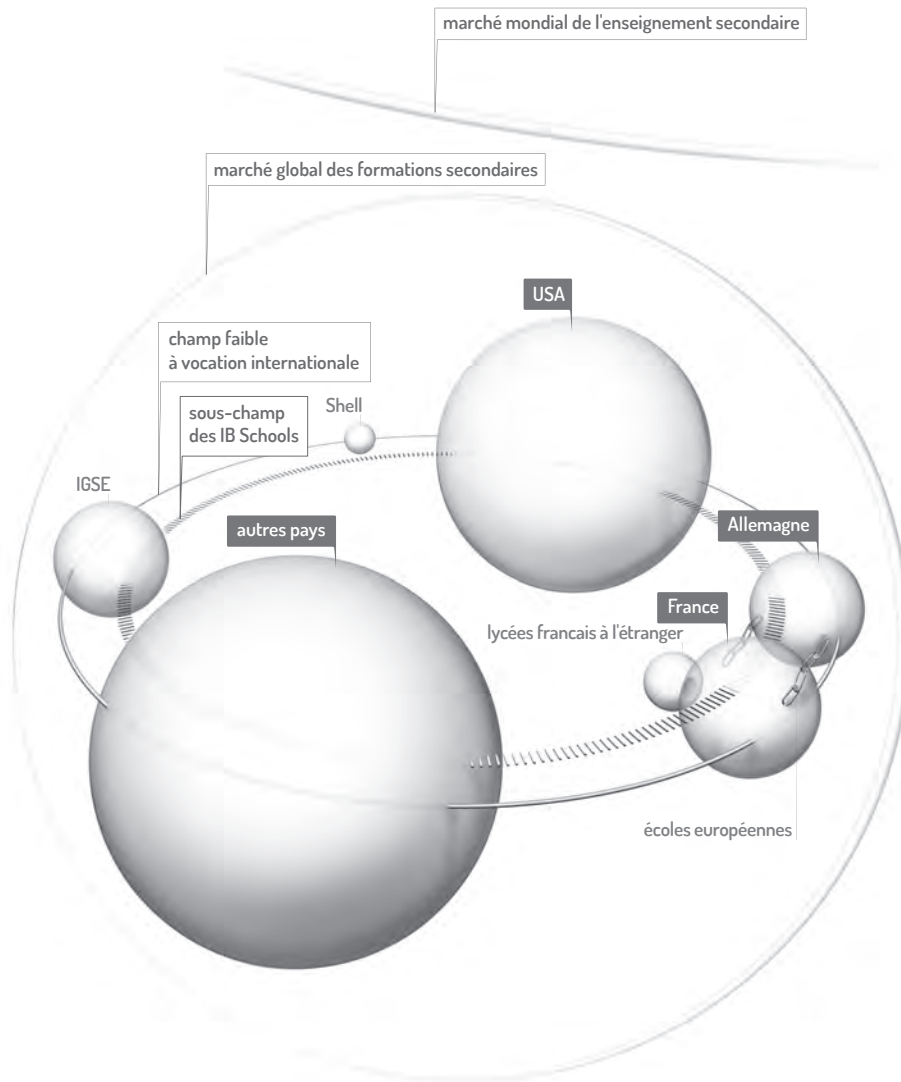 marché mondial de l'enseignement secondaire
marché global des formations secondaires
USA
champ faible
à vocation internationale
sous-champ
des IB Schools
Shell
IGSE
autres pays
Allemagne
France
lycées francais à l'étranger
écoles européennes